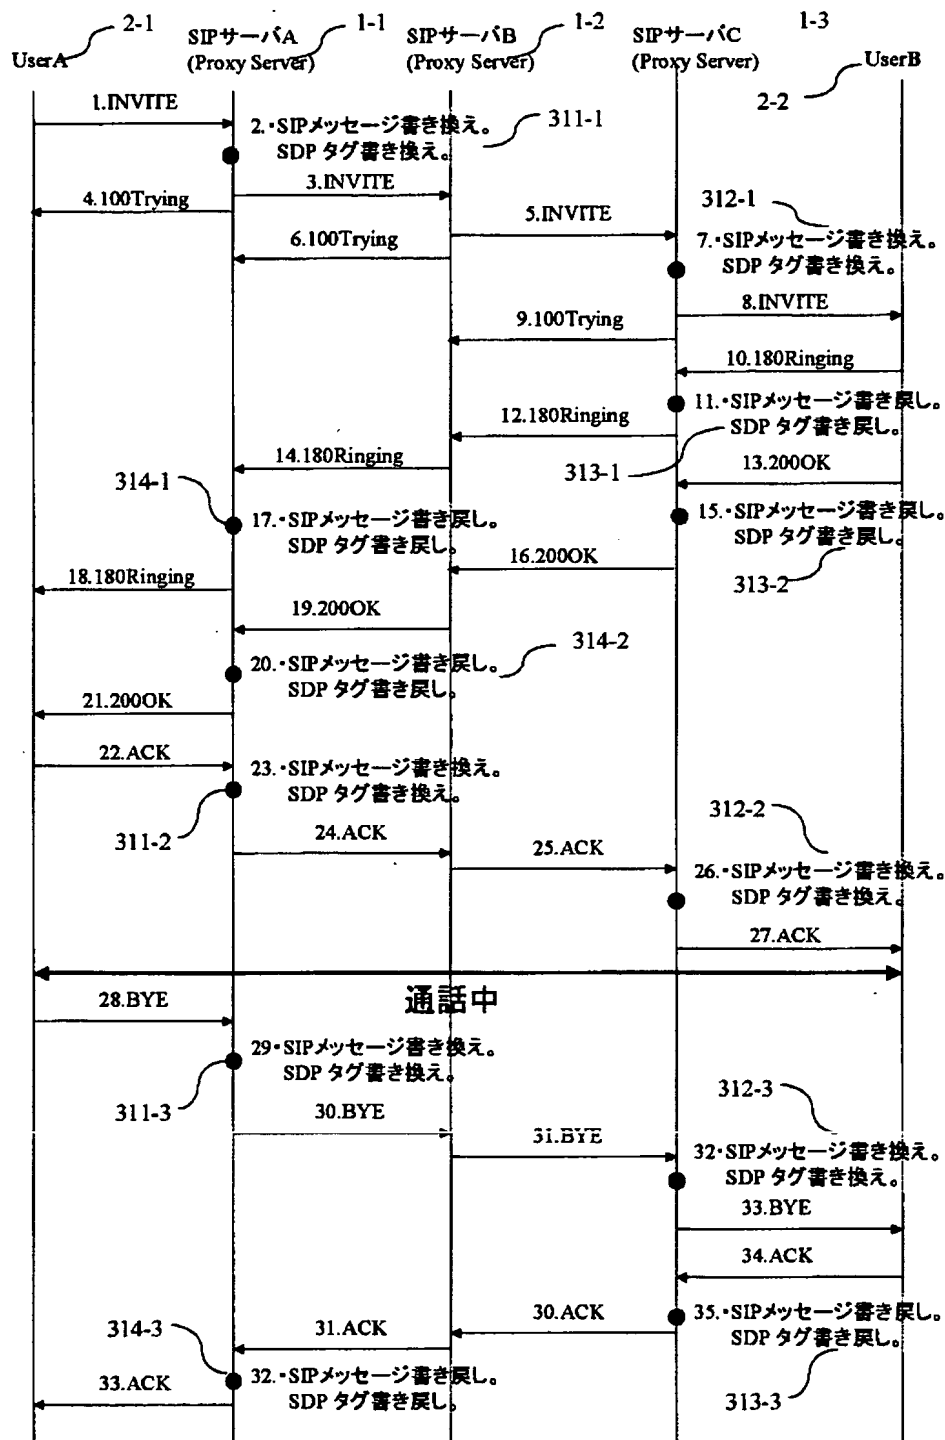 2-1
1-1
1-2
1-3
UserA
SIPサーバA
(Proxy Server)
SIPサーバB
(Proxy Server)
SIPサーバC
(Proxy Server)
UserB
2-2
1.INVITE
2.・SIPメッセージ書き換え。
SDP タグ書き換え。
311-1
3.INVITE
4.100Trying
5.INVITE
312-1
6.100Trying
7.・SIPメッセージ書き換え。
SDP タグ書き換え。
8.INVITE
9.100Trying
10.180Ringing
11.・SIPメッセージ書き戻し。
SDP タグ書き戻し。
12.180Ringing
14.180Ringing
313-1
13.200OK
314-1
17.・SIPメッセージ書き戻し。
SDP タグ書き戻し。
15.・SIPメッセージ書き戻し。
SDP タグ書き戻し。
16.200OK
18.180Ringing
313-2
19.200OK
314-2
20.・SIPメッセージ書き戻し。
SDP タグ書き戻し。
21.200OK
22.ACK
23.・SIPメッセージ書き換え。
SDP タグ書き換え。
311-2
312-2
24.ACK
25.ACK
26.・SIPメッセージ書き換え。
SDP タグ書き換え。
27.ACK
通話中
28.BYE
29・SIPメッセージ書き換え。
SDP タグ書き換え。
311-3
312-3
30.BYE
31.BYE
32・SIPメッセージ書き換え。
SDP タグ書き換え。
33.BYE
34.ACK
35.・SIPメッセージ書き戻し。
SDP タグ書き戻し。
30.ACK
31.ACK
314-3
32.・SIPメッセージ書き戻し。
SDP タグ書き戻し。
33.ACK
313-3